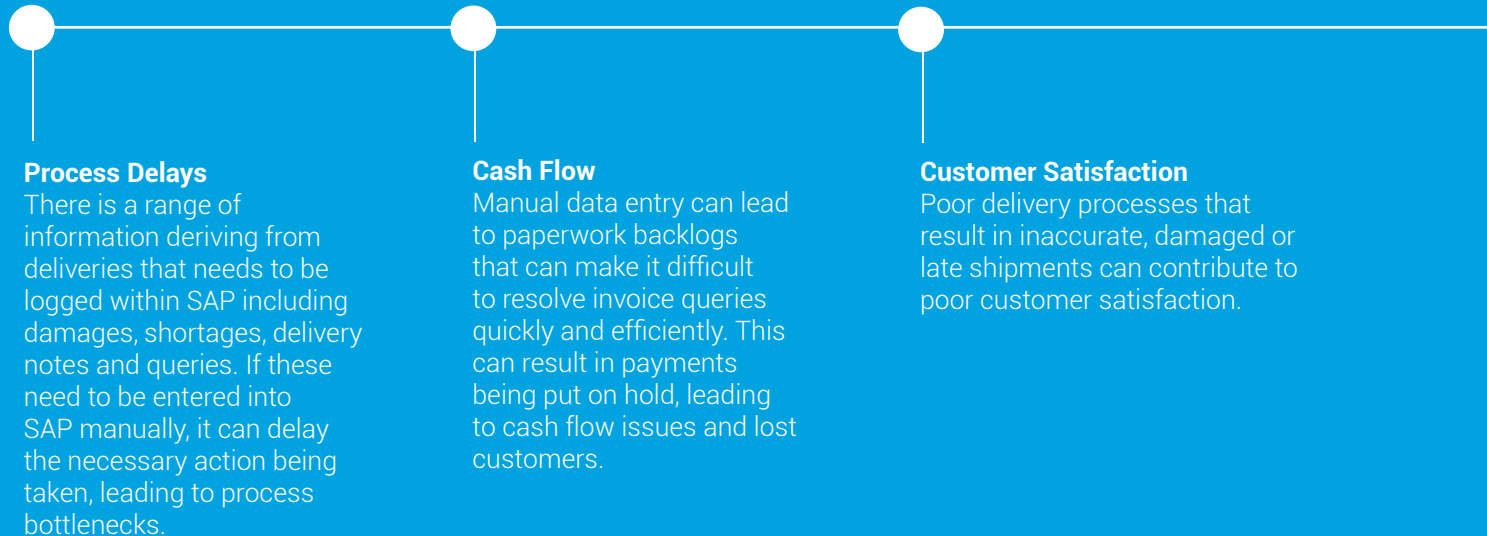 Process Delays
There is a range of
information deriving from
deliveries that needs to be
logged within SAP including
damages, shortages, delivery
notes and queries. If these
need to be entered into
SAP manually, it can delay
the necessary action being
taken, leading to process
bottlenecks.
Cash Flow
Manual data entry can lead
to paperwork backlogs
that can make it difficult
to resolve invoice queries
quickly and efficiently. This
can result in payments
being put on hold, leading
to cash flow issues and lost
customers.
Customer Satisfaction
Poor delivery processes that
result in inaccurate, damaged or
late shipments can contribute to
poor customer satisfaction.